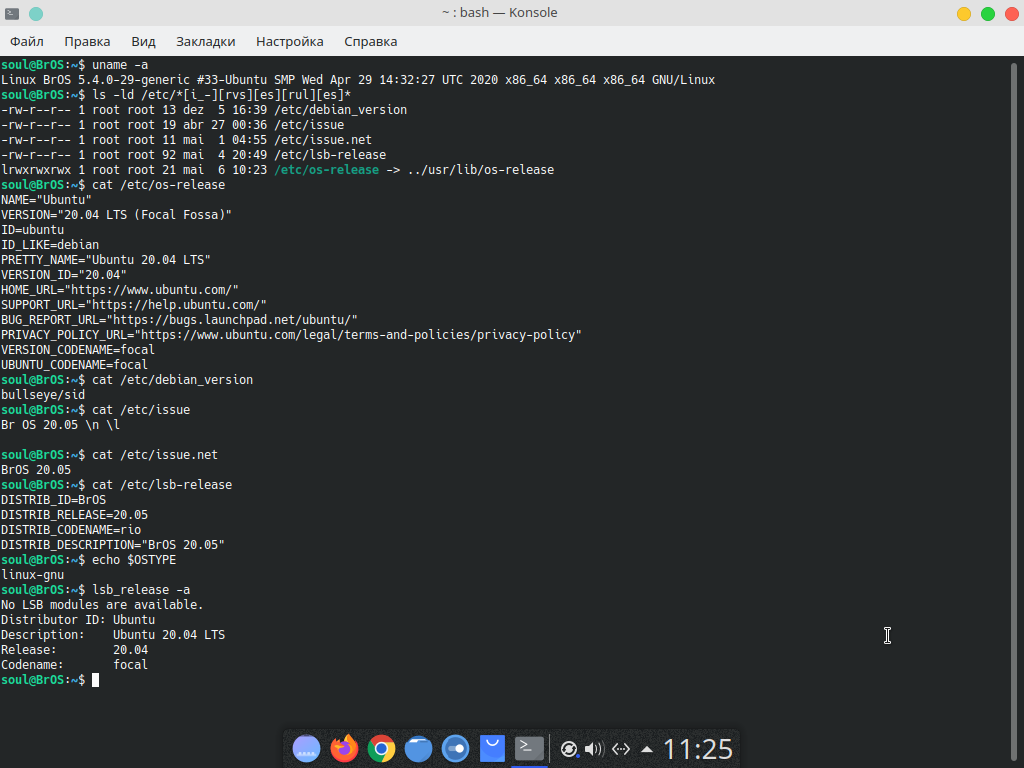 ~ : bash — Konsole
Файл Правка Вид Закладки Настройка Справка
soul@BrOS:~$ uname -a
Linux BrOS 5.4.0-29-generic #33-Ubuntu SMP Wed Apr 29 14:32:27 UTC 2020 x86_64 x86_64 x86_64 GNU/Linux
soul@BrOS:~$ ls -ld /etc/*[i_-][rvs][es][rul][es]*
-rw-r--r-- 1 root root 13 dez  5 16:39 /etc/debian_version
-rw-r--r-- 1 root root 19 abr 27 00:36 /etc/issue
-rw-r--r-- 1 root root 11 mai  1 04:55 /etc/issue.net
-rw-r--r-- 1 root root 92 mai  4 20:49 /etc/lsb-release
lrwxrwxrwx 1 root root 21 mai  6 10:23 /etc/os-release -> ../usr/lib/os-release
soul@BrOS:~$ cat /etc/os-release
NAME="Ubuntu"
VERSION="20.04 LTS (Focal Fossa)"
ID=ubuntu
ID_LIKE=debian
PRETTY_NAME="Ubuntu 20.04 LTS"
VERSION_ID="20.04"
HOME_URL="https://www.ubuntu.com/"
SUPPORT_URL="https://help.ubuntu.com/"
BUG_REPORT_URL="https://bugs.launchpad.net/ubuntu/"
PRIVACY_POLICY_URL="https://www.ubuntu.com/legal/terms-and-policies/privacy-policy"
VERSION_CODENAME=focal
UBUNTU_CODENAME=focal
soul@BrOS:~$ cat /etc/debian_version
bullseye/sid
soul@BrOS:~$ cat /etc/issue
Br OS 20.05 \n \l
soul@BrOS:~$ cat /etc/issue.net
BrOS 20.05
soul@BrOS:~$ cat /etc/lsb-release
DISTRIB_ID=BrOS
DISTRIB_RELEASE=20.05
DISTRIB_CODENAME=rio
DISTRIB_DESCRIPTION="BrOS 20.05"
soul@BrOS:~$ echo $OSTYPE
linux-gnu
soul@BrOS:~$ lsb_release -a
No LSB modules are available.
Distributor ID: Ubuntu
Description:    Ubuntu 20.04 LTS
Release:        20.04
Codename:       focal
soul@BrOS:~$
11:25